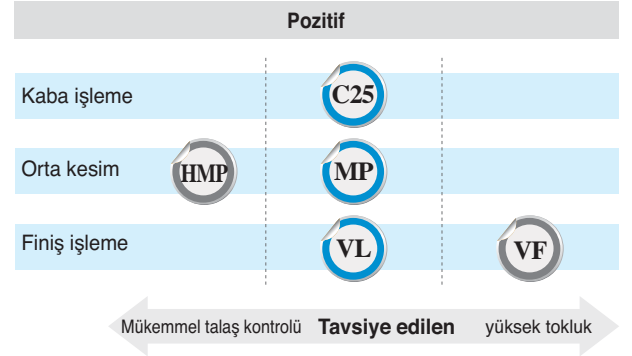 Pozitif
Kaba işleme C25
Orta kesim HMP MP
Finiş işleme VL VF
Mükemmel talaş kontrolü Tavsiye edilen yüksek tokluk